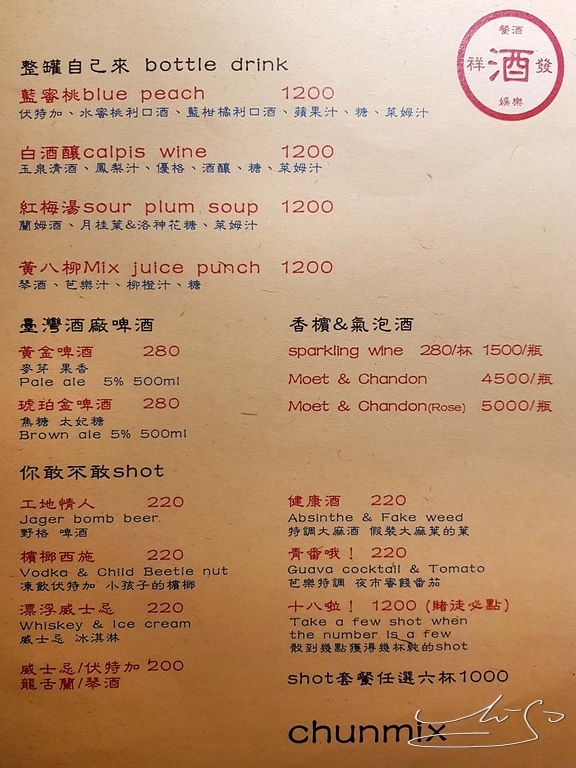 餐酒
祥 酒 發
娛樂
整罐自己來 bottle drink
藍蜜桃blue peach 1200
伏特加、水蜜桃利口酒、藍柑橘利口酒、蘋果汁、糖、萊姆汁
白酒釀calpis wine 1200
玉泉清酒、鳳梨汁、優格、酒釀、糖、萊姆汁
紅梅湯sour plum soup 1200
蘭姆酒、月桂葉&洛神花糖、萊姆汁
黃八柳Mix juice punch 1200
琴酒、芭樂汁、柳橙汁、糖
臺灣酒廠啤酒
黃金啤酒 280
麥芽 果香
Pale ale 5% 500ml
琥珀金啤酒 280
焦糖 太妃糖
Brown ale 5% 500ml
香檳&氣泡酒
sparkling wine 280/杯 1500/瓶
Moet & Chandon 4500/瓶
Moet & Chandon(Rose) 5000/瓶
你敢不敢shot
工地情人 220
Jager bomb beer
野格 啤酒
檳榔西施 220
Vodka & Child Beetle nut
凍飲伏特加 小孩子的檳榔
漂浮威士忌 220
Whiskey & Ice cream
威士忌 冰淇淋
威士忌/伏特加 200
龍舌蘭/琴酒
健康酒 220
Absinthe & Fake weed
特調大麻酒 假裝大麻葉的葉
青番哦！ 220
Guava cocktail & Tomato
芭樂特調 夜市蜜餞番茄
十八啦！ 1200 (賭徒必點)
Take a few shot when
the number is a few
骰到幾點獲得幾杯純的shot
shot套餐任選六杯1000
chunmix